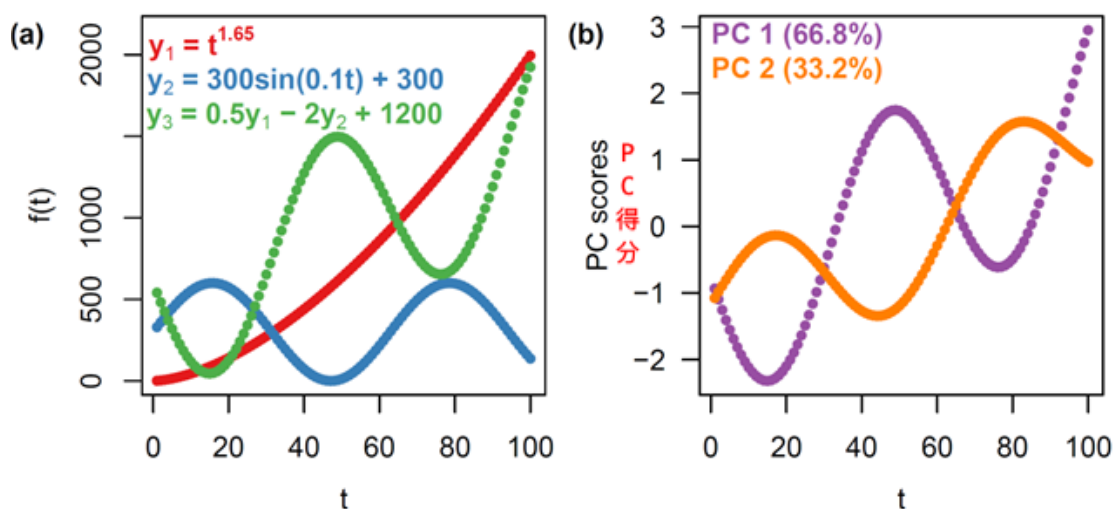 (a)
y₁ = t¹·⁶⁵
y₂ = 300sin(0.1t) + 300
y₃ = 0.5y₁ − 2y₂ + 1200
f(t)
2000
1000
500
0
0 20 40 60 80 100
t
(b)
PC 1 (66.8%)
PC 2 (33.2%)
PC scores
PC得分
3
2
1
0
−1
−2
0 20 40 60 80 100
t